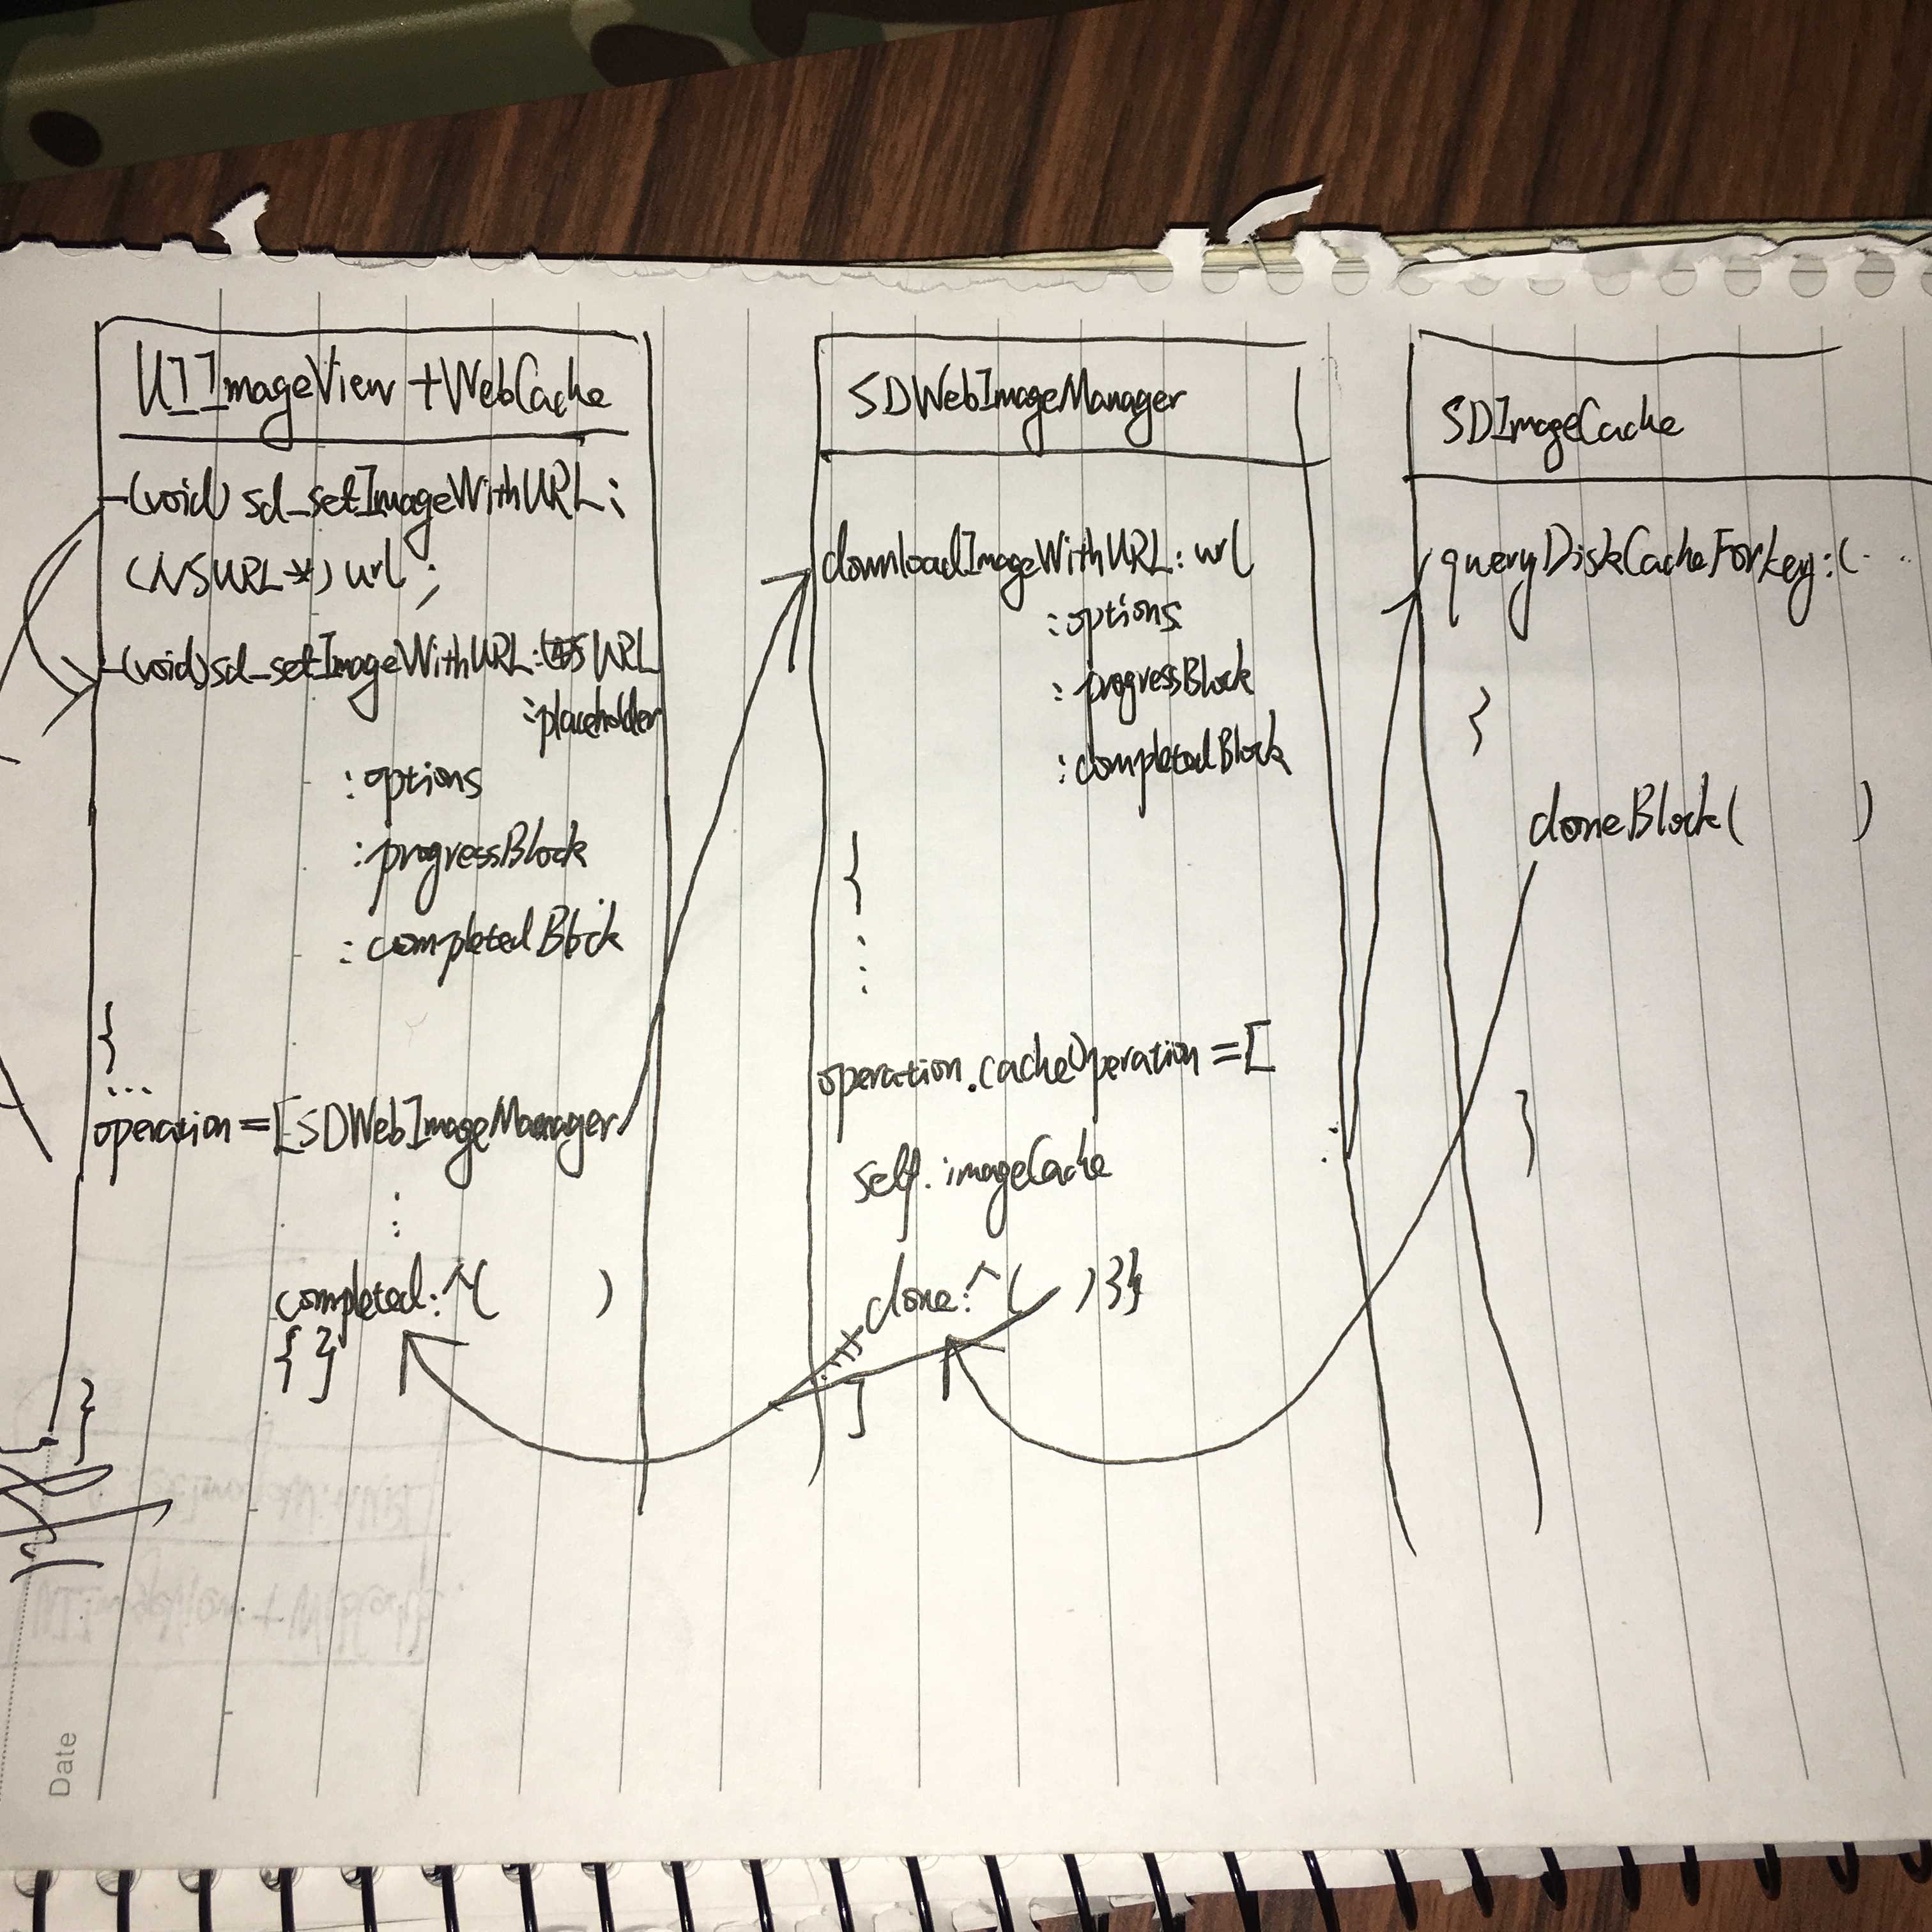 UIImageView+WebCache
-(void)sd_setImageWithURL:
(NSURL*)url;
-(void)sd_setImageWithURL: URL
:placeholder
:options
:progressBlock
:completedBlock
{
...
operation=[SDWebImageManager
:
:
completed:^( )
{}
}
SDWebImageManager
downloadImageWithURL:url
:options
:progressBlock
:completedBlock
{
:
:
operation.cacheOperation=[
self.imageCache
done:^( )}}
]
SDImageCache
queryDiskCacheForKey:(..
{
doneBlock( )
}
Date